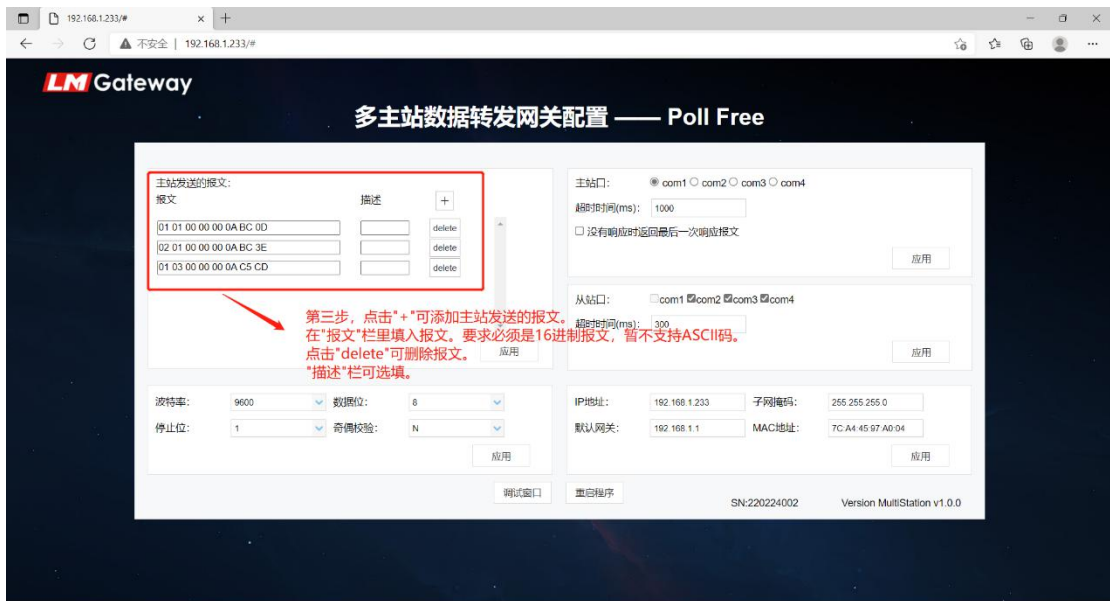 192.168.1.233/#
不安全 | 192.168.1.233/#
LM Gateway
多主站数据转发网关配置 —— Poll Free
主站发送的报文:
报文 描述 +
01 01 00 00 00 0A BC 0D delete
02 01 00 00 00 0A BC 3E delete
01 03 00 00 00 0A C5 CD delete
第三步，点击"+"可添加主站发送的报文。
在"报文"栏里填入报文。要求必须是16进制报文，暂不支持ASCII码。
点击"delete"可删除报文。
"描述"栏可选填。
应用
主站口: com1 com2 com3 com4
超时时间(ms): 1000
没有响应时返回最后一次响应报文
应用
从站口: com1 com2 com3 com4
超时时间(ms): 300
应用
波特率: 9600 数据位: 8
停止位: 1 奇偶校验: N
应用
IP地址: 192.168.1.233 子网掩码: 255.255.255.0
默认网关: 192.168.1.1 MAC地址: 7C:A4:45:97:A0:04
应用
调试窗口 重启程序
SN:220224002 Version MultiStation v1.0.0